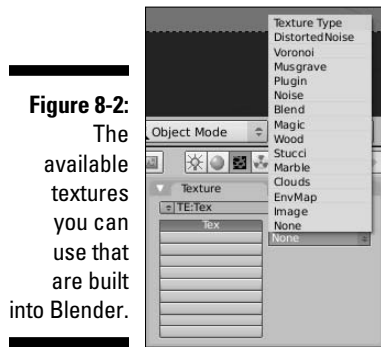 Figure 8-2:
The
available
textures
you can
use that
are built
into Blender.
Texture Type
DistortedNoise
Voronoi
Musgrave
Plugin
Noise
Blend
Magic
Wood
Stucci
Marble
Clouds
EnvMap
Image
None
Object Mode
Texture
TE:Tex
Tex
None